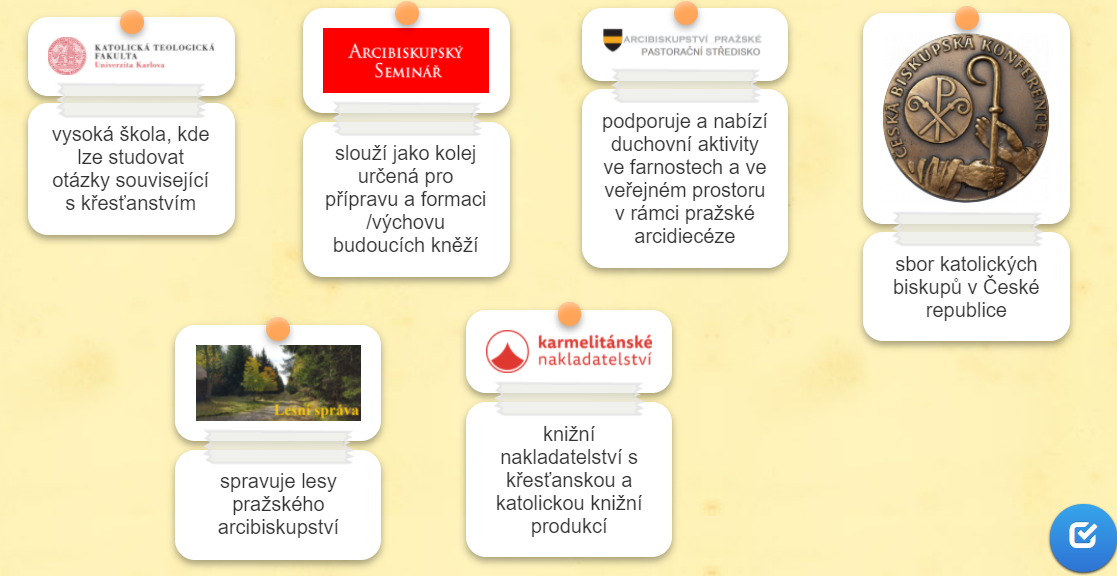 KATOLICKÁ TEOLOGICKÁ
FAKULTA
Univerzita Karlova
vysoká škola, kde
lze studovat
otázky související
s křesťanstvím
ARCIBISKUPSKÝ
SEMINÁŘ
slouží jako kolej
určená pro
přípravu a formaci
/výchovu
budoucích kněží
ARCIBISKUPSTVÍ PRAŽSKÉ
PASTORAČNÍ STŘEDISKO
podporuje a nabízí
duchovní aktivity
ve farnostech a ve
veřejném prostoru
v rámci pražské
arcidiecéze
ČESKÁ BISKUPSKÁ KONFERENCE
sbor katolických
biskupů v České
republice
Lesní správa
spravuje lesy
pražského
arcibiskupství
karmelitánské
nakladatelství
knižní
nakladatelství s
křesťanskou a
katolickou knižní
produkcí